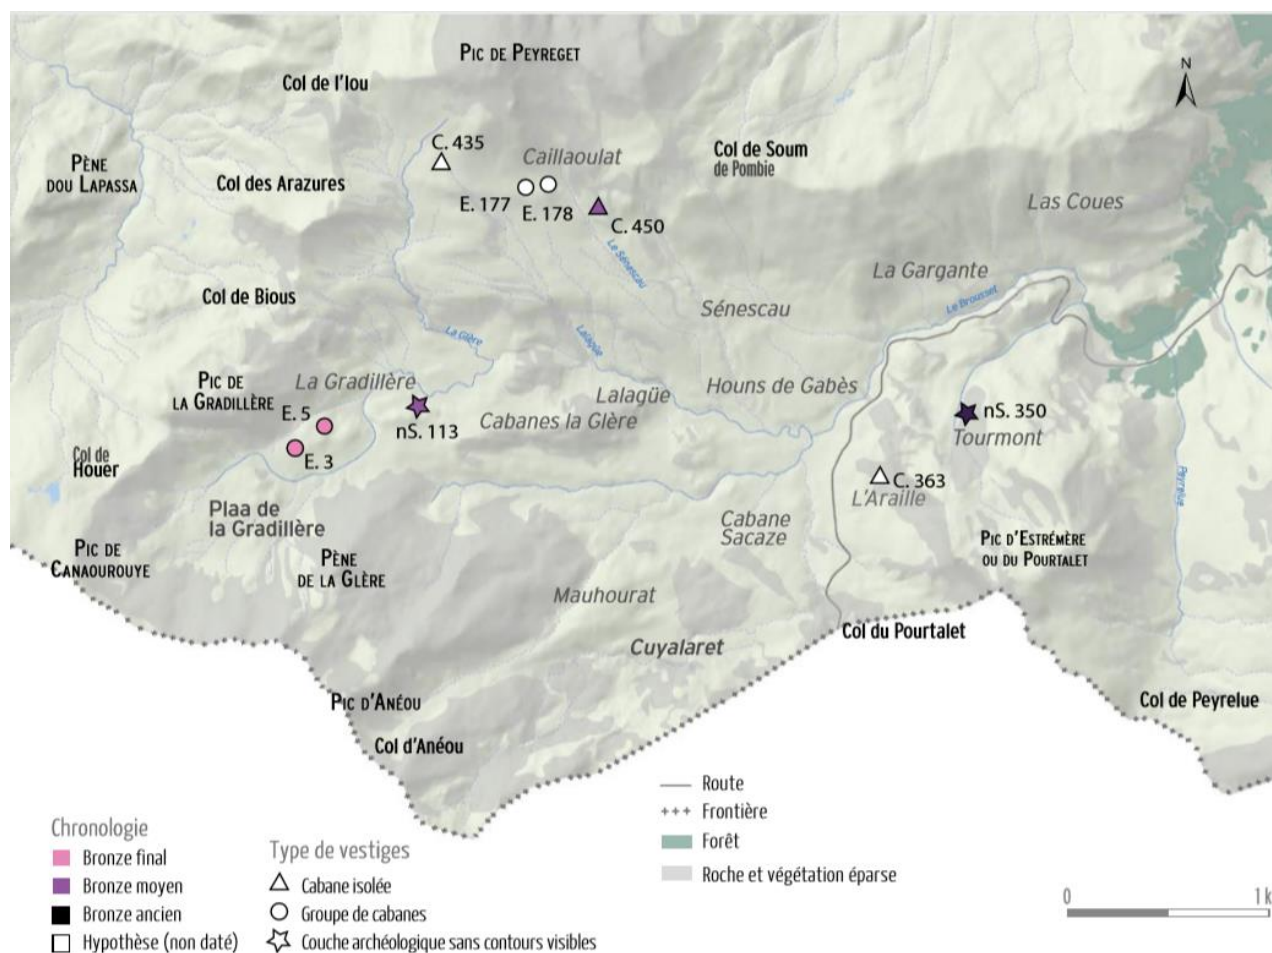 Pic de Peyreget
N
Col de l'Iou
C. 435
Caillaoulat
Col de Soum
de Pombie
Pène
dou Lapassa
Col des Arazures
E. 177
E. 178
C. 450
Las Coues
Le Sénescau
La Gargante
Col de Bious
Le Brousset
Sénescau
La Glère
Lalagüe
Pic de
la Gradillère
La Gradillère
Lalagüe
Houns de Gabès
E. 5
nS. 113
Cabanes la Glère
nS. 350
Tourmont
E. 3
Col de
Houer
C. 363
L'Araille
Peyrelue
Plaa de
la Gradillère
Cabane
Sacaze
Pic de
Canaourouye
Pène
de la Glère
Pic d'Estrémère
ou du Pourtalet
Mauhourat
Col du Pourtalet
Cuyalaret
Pic d'Anéou
Col de Peyrelue
Col d'Anéou
Chronologie
Bronze final
Bronze moyen
Bronze ancien
Hypothèse (non daté)
Type de vestiges
Cabane isolée
Groupe de cabanes
Couche archéologique sans contours visibles
Route
Frontière
Forêt
Roche et végétation éparse
0 1 k